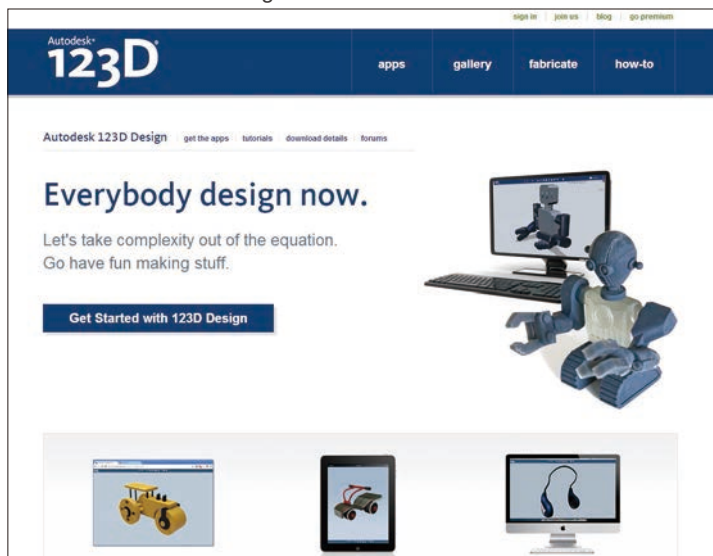 sign in join us blog go premium
Autodesk®
123D®
apps gallery fabricate how-to
Autodesk 123D Design get the apps tutorials download details forums
Everybody design now.
Let's take complexity out of the equation.
Go have fun making stuff.
Get Started with 123D Design